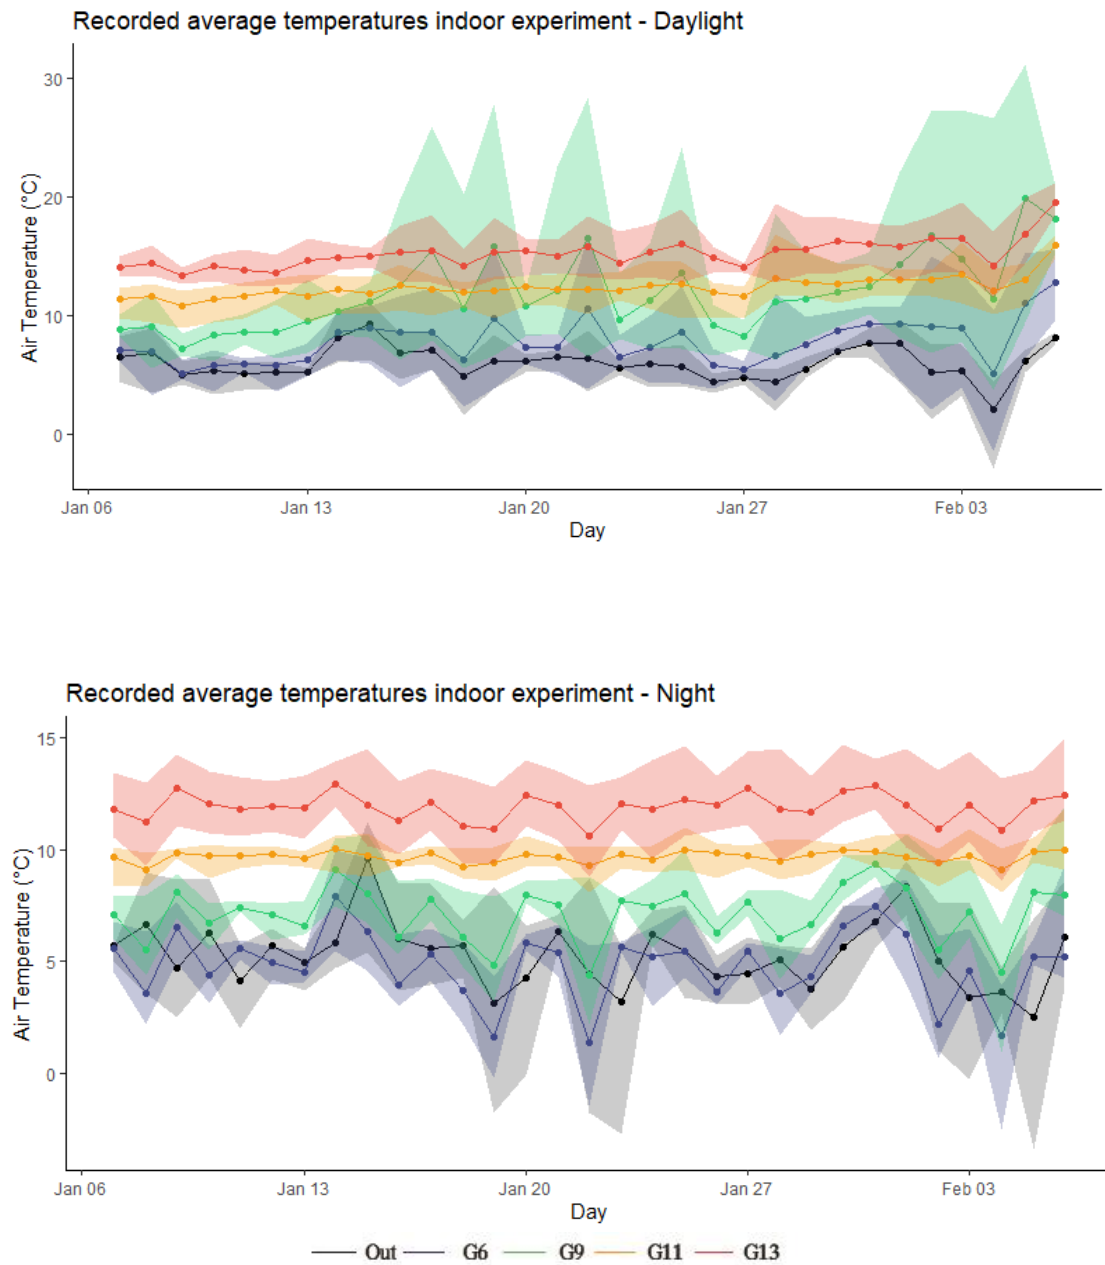 Recorded average temperatures indoor experiment - Daylight
30
20
10
0
Air Temperature (°C)
Jan 06 Jan 13 Jan 20 Jan 27 Feb 03
Day
Recorded average temperatures indoor experiment - Night
15
10
5
0
Air Temperature (°C)
Jan 06 Jan 13 Jan 20 Jan 27 Feb 03
Day
Out G6 G9 G11 G13